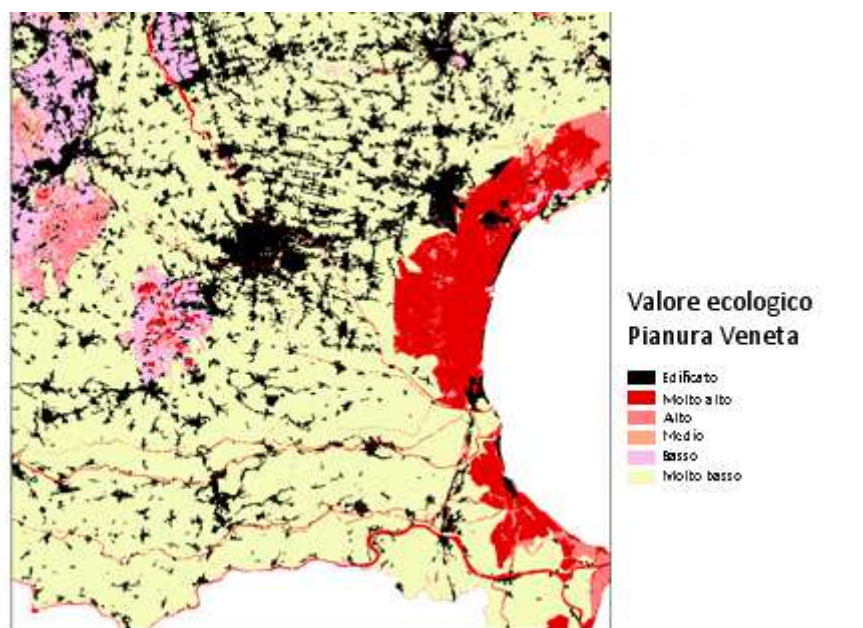 Valore ecologico
Pianura Veneta
Edificato
Molto alto
Alto
Medio
Basso
Molto basso